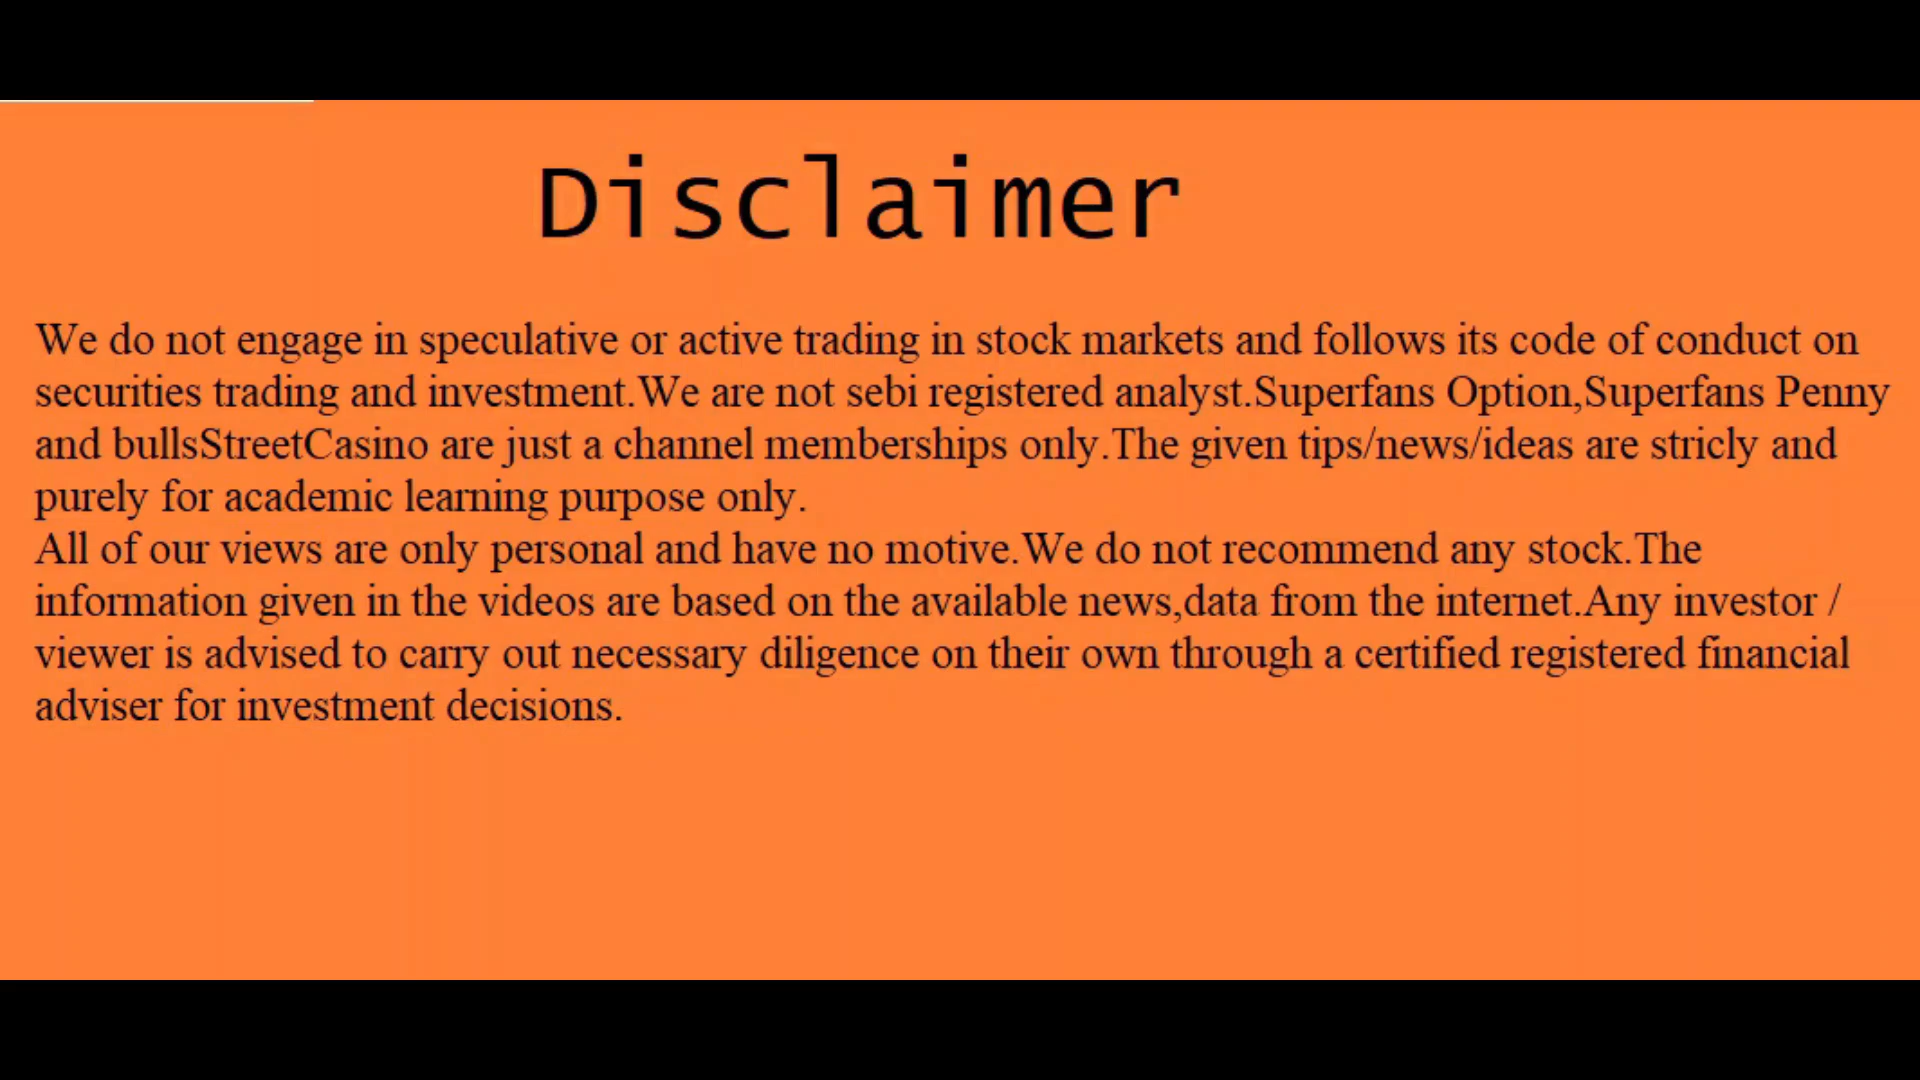 Disclaimer
We do not engage in speculative or active trading in stock markets and follows its code of conduct on
securities trading and investment.We are not sebi registered analyst.Superfans Option,Superfans Penny
and bullsStreetCasino are just a channel memberships only.The given tips/news/ideas are stricly and
purely for academic learning purpose only.
All of our views are only personal and have no motive.We do not recommend any stock.The
information given in the videos are based on the available news,data from the internet.Any investor /
viewer is advised to carry out necessary diligence on their own through a certified registered financial
adviser for investment decisions.